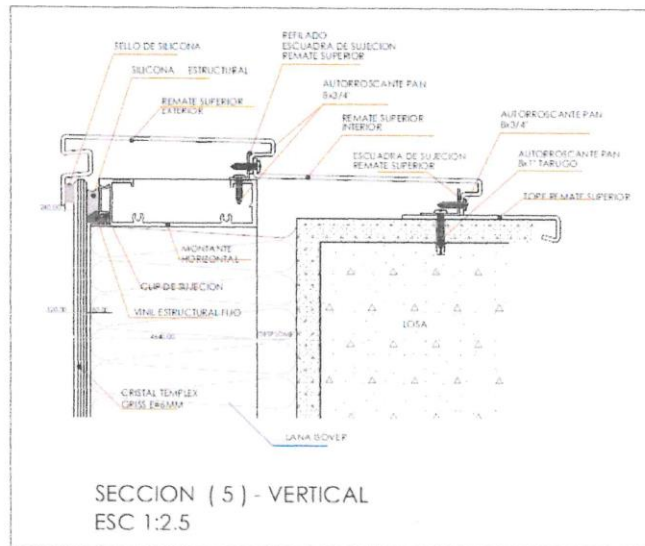 SELLO DE SILICONA
SILICONA ESTRUCTURAL
REMATE SUPERIOR
EXTERIOR
REFILADO
ESCUADRA DE SUJECION
REMATE SUPERIOR
AUTORROSCANTE PAN
8x3/4"
REMATE SUPERIOR
INTERIOR
ESCUADRA DE SUJECION
REMATE SUPERIOR
AUTORROSCANTE PAN
8x3/4"
AUTORROSCANTE PAN
8x1" TARUGO
TOPE REMATE SUPERIOR
MONTANTE
HORIZONTAL
CLIP DE SUJECION
VINIL ESTRUCTURAL FIJO
LOSA
CRISTAL TEMPLEX
GRISS E=6MM
LANA ISOVER
SECCION ( 5 ) - VERTICAL
ESC 1:2.5